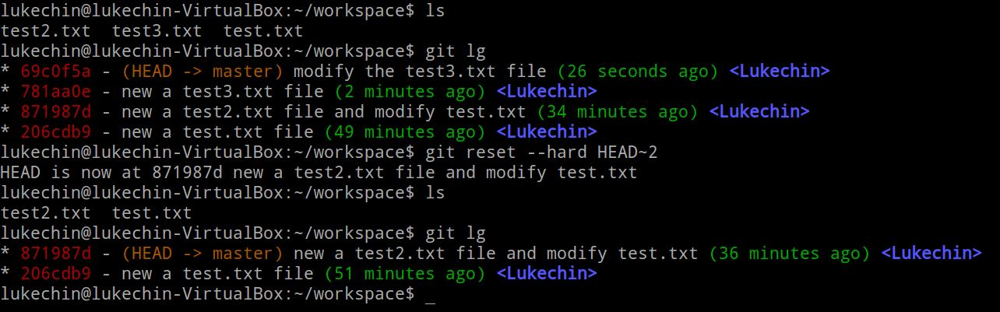 lukechin@lukechin-VirtualBox:~/workspace$ ls
test2.txt  test3.txt  test.txt
lukechin@lukechin-VirtualBox:~/workspace$ git lg
* 69c0f5a - (HEAD -> master) modify the test3.txt file (26 seconds ago) <Lukechin>
* 781aa0e - new a test3.txt file (2 minutes ago) <Lukechin>
* 871987d - new a test2.txt file and modify test.txt (34 minutes ago) <Lukechin>
* 206cdb9 - new a test.txt file (49 minutes ago) <Lukechin>
lukechin@lukechin-VirtualBox:~/workspace$ git reset --hard HEAD~2
HEAD is now at 871987d new a test2.txt file and modify test.txt
lukechin@lukechin-VirtualBox:~/workspace$ ls
test2.txt  test.txt
lukechin@lukechin-VirtualBox:~/workspace$ git lg
* 871987d - (HEAD -> master) new a test2.txt file and modify test.txt (36 minutes ago) <Lukechin>
* 206cdb9 - new a test.txt file (51 minutes ago) <Lukechin>
lukechin@lukechin-VirtualBox:~/workspace$ _